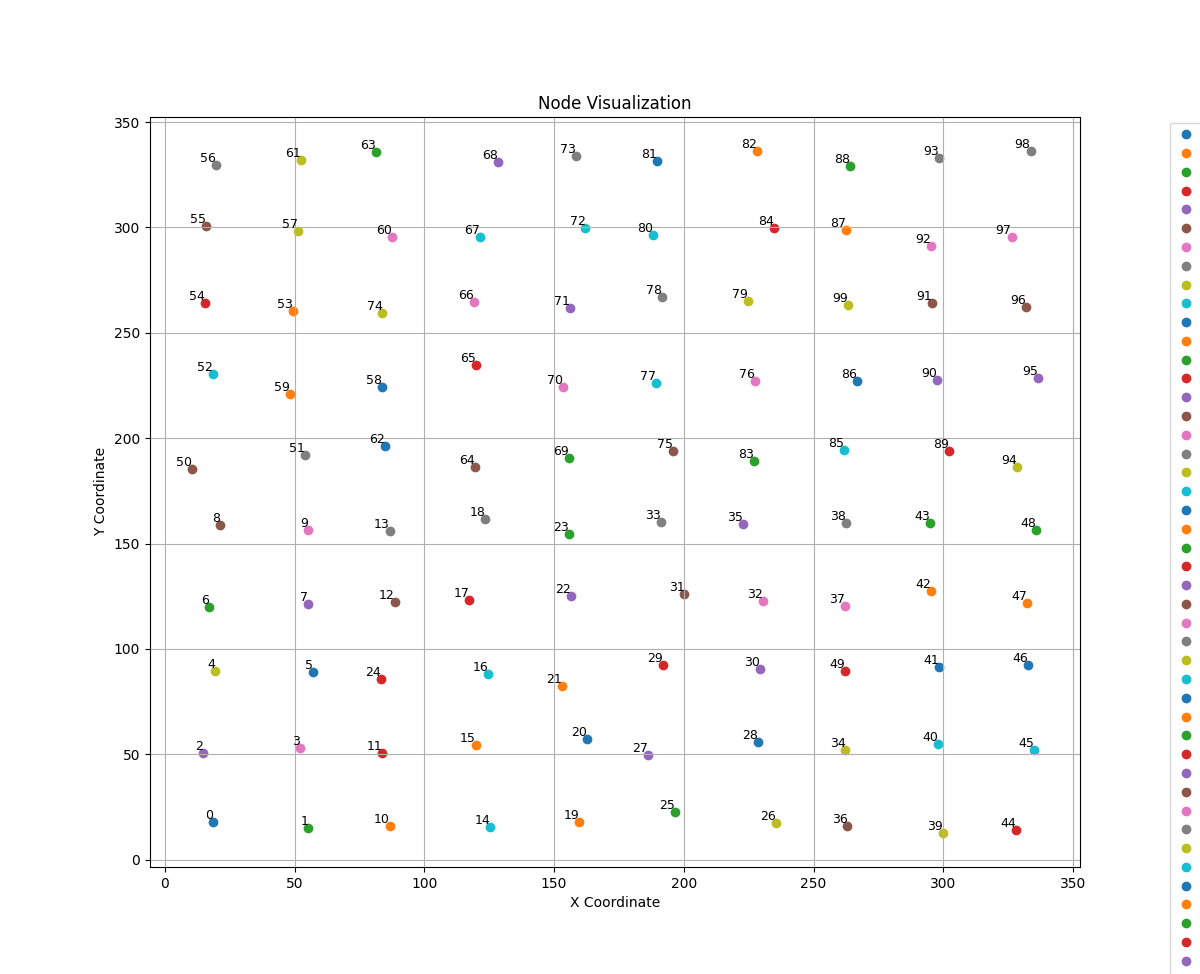 Node Visualization
350
56 61 63 68 73 81 82 88 93 98
300
55 57 60 67 72 80 84 87 92 97
54 53 74 66 71 78 79 99 91 96
250
52 59 58 65 70 77 76 86 90 95
200
50 51 62 64 69 75 83 85 89 94
8 9 13 18 23 33 35 38 43 48
150
6 7 12 17 22 31 32 37 42 47
100
4 5 24 16 21 29 30 49 41 46
50
2 3 11 15 20 27 28 34 40 45
0 1 10 14 19 25 26 36 39 44
0
Y Coordinate
0 50 100 150 200 250 300 350
X Coordinate